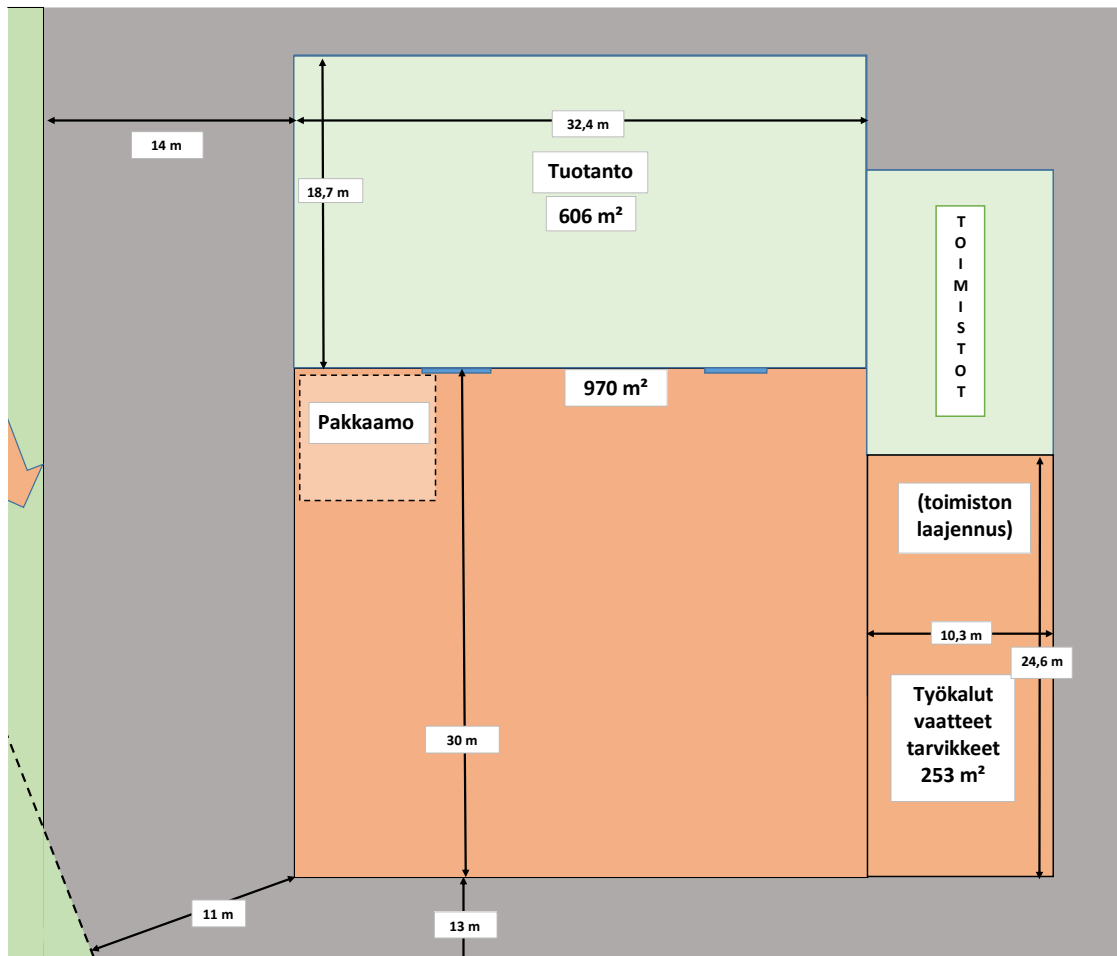 32,4 m
14 m
Tuotanto
18,7 m
606 m²
T
O
I
M
I
S
T
O
T
970 m²
Pakkaamo
(toimiston
laajennus)
10,3 m
24,6 m
Työkalut
vaatteet
tarvikkeet
253 m²
30 m
11 m
13 m